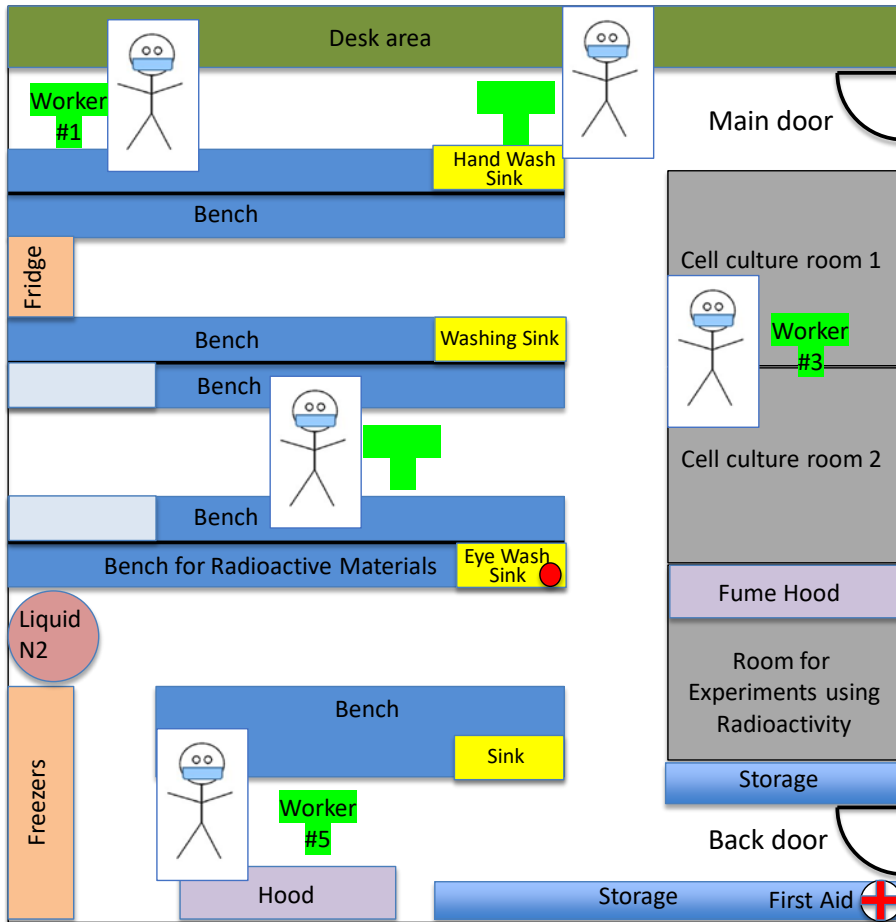 Desk area
Worker
#1
Main door
Hand Wash
Sink
Bench
Fridge
Cell culture room 1
Bench
Washing Sink
Worker
#3
Bench
Cell culture room 2
Bench
Bench for Radioactive Materials
Eye Wash
Sink
Fume Hood
Liquid
N2
Room for
Experiments using
Radioactivity
Bench
Sink
Storage
Freezers
Worker
#5
Back door
Hood
Storage
First Aid